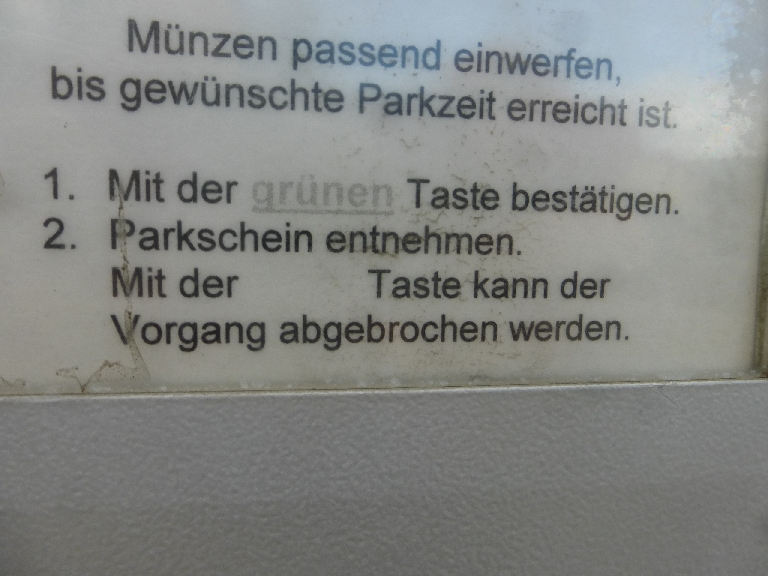 Münzen passend einwerfen,
bis gewünschte Parkzeit erreicht ist.
1. Mit der grünen Taste bestätigen.
2. Parkschein entnehmen.
Mit der Taste kann der
Vorgang abgebrochen werden.